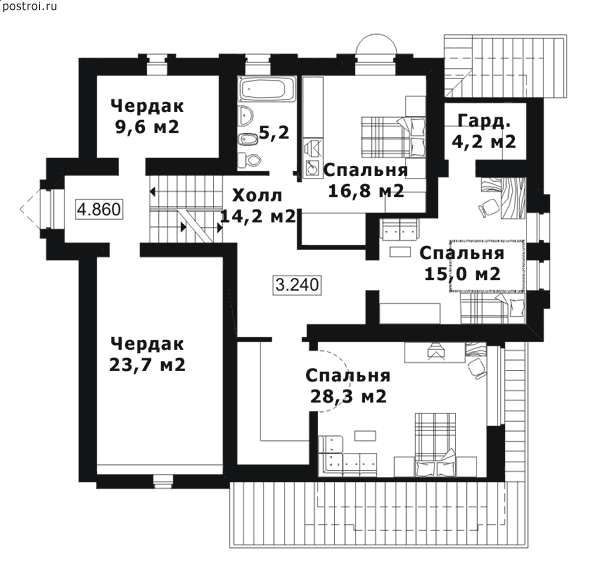 postroi.ru
Чердак
9,6 м2
5,2
Гард.
4,2 м2
Спальня
16,8 м2
4.860
Холл
14,2 м2
Спальня
15,0 м2
3.240
Чердак
23,7 м2
Спальня
28,3 м2